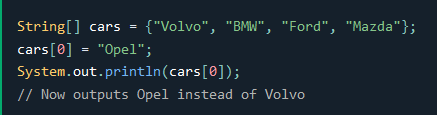 String[] cars = {"Volvo", "BMW", "Ford", "Mazda"};
cars[0] = "Opel";
System.out.println(cars[0]);
// Now outputs Opel instead of Volvo